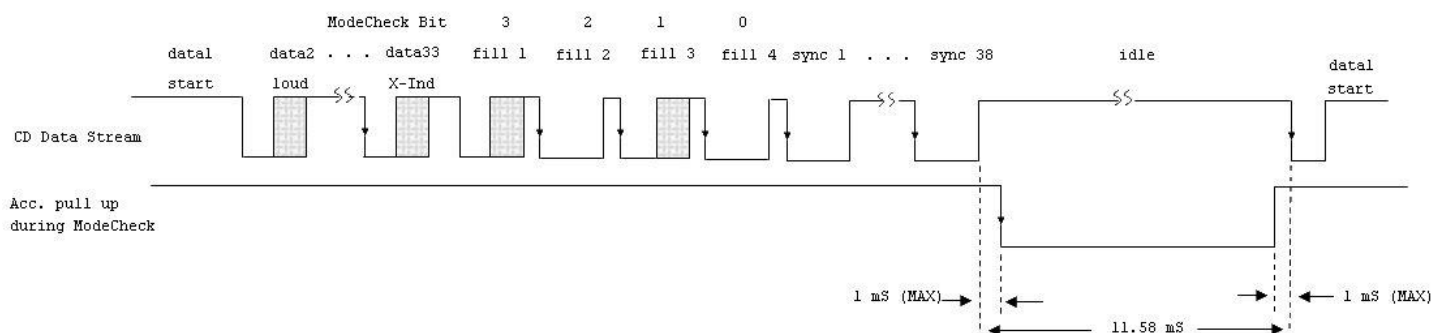 ModeCheck Bit 3 2 1 0
data1 data2 . . . data33 fill 1 fill 2 fill 3 fill 4 sync 1 . . . sync 38 idle
start loud X-Ind data1
start
CD Data Stream
Acc. pull up
during ModeCheck
1 mS (MAX) 1 mS (MAX)
11.58 mS